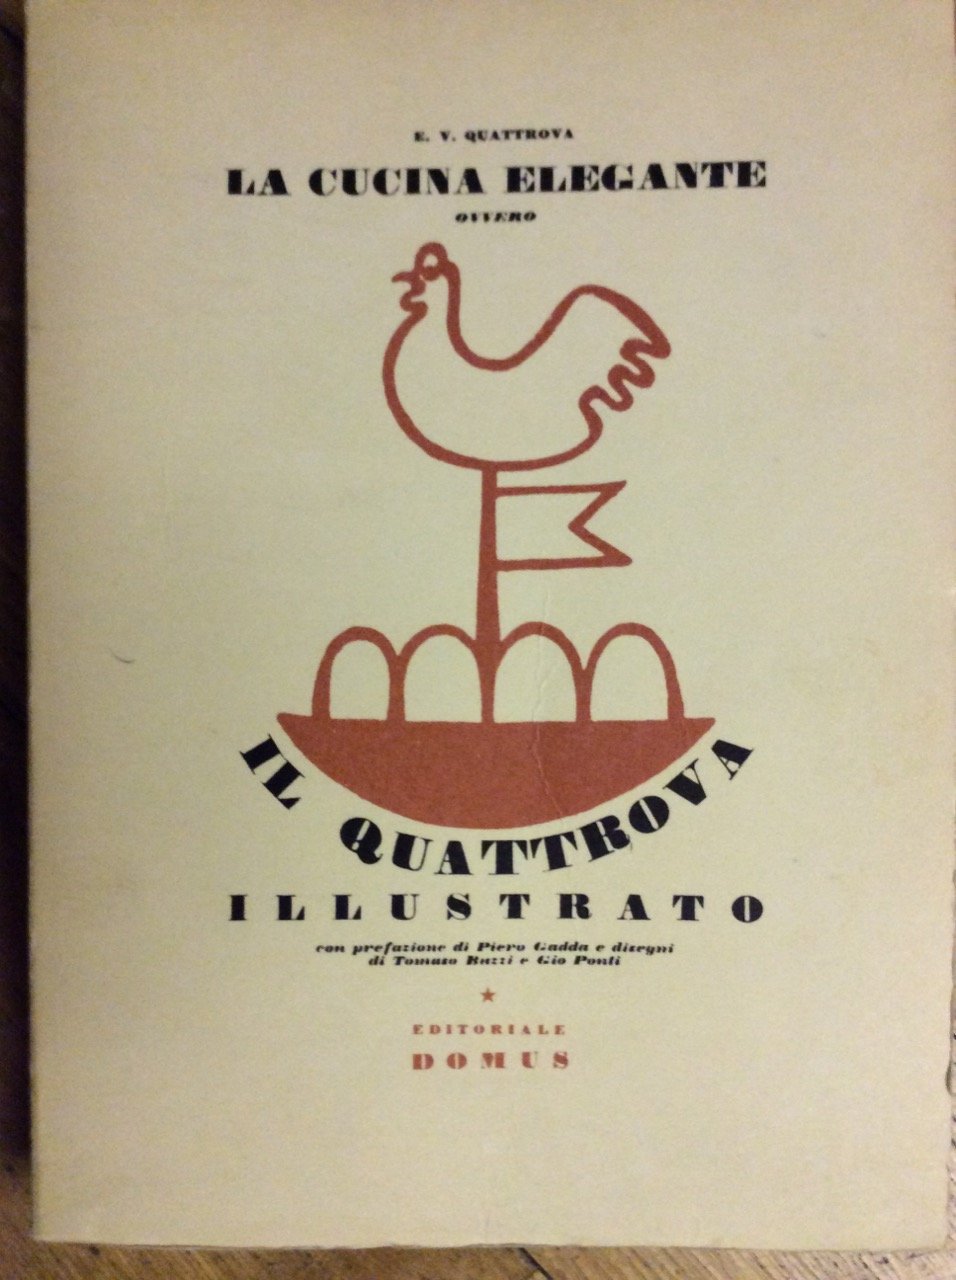 E. V. QUATTROVA
LA CUCINA ELEGANTE
OVVERO
IL QUATTROVA
ILLUSTRATO
con prefazione di Piero Gadda e disegni
di Tomaso Buzzi e Gio Ponti
EDITORIALE
DOMUS